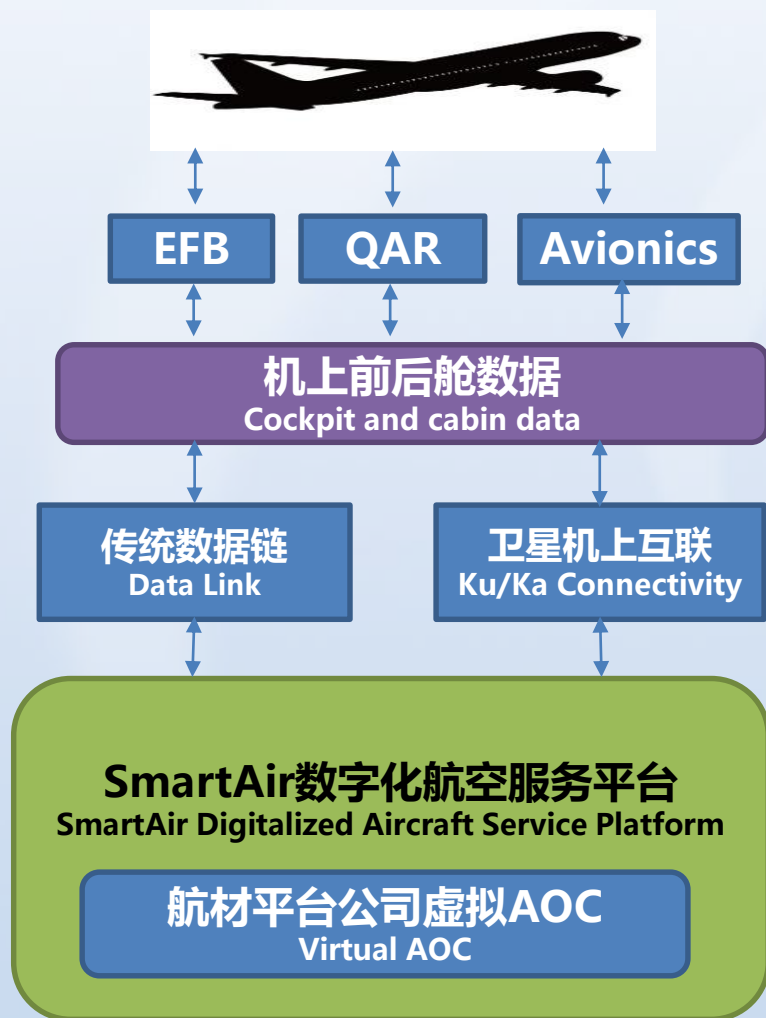 EFB
QAR
Avionics
机上前后舱数据
Cockpit and cabin data
传统数据链
Data Link
卫星机上互联
Ku/Ka Connectivity
SmartAir数字化航空服务平台
SmartAir Digitalized Aircraft Service Platform
航材平台公司虚拟AOC
Virtual AOC